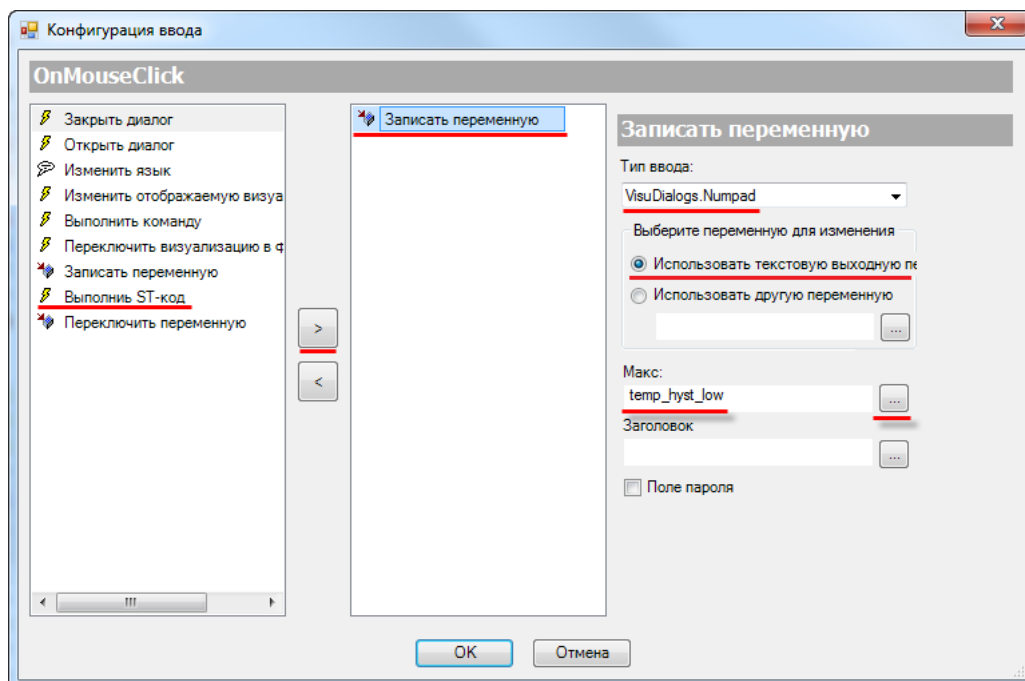 Конфигурация ввода
OnMouseClick
Закрыть диалог
Открыть диалог
Изменить язык
Изменить отображаемую визуа
Выполнить команду
Переключить визуализацию в ф
Записать переменную
Выполниь ST-код
Переключить переменную
>
<
Записать переменную
Записать переменную
Тип ввода:
VisuDialogs.Numpad
Выберите переменную для изменения
Использовать текстовую выходную пе
Использовать другую переменную
...
Макс:
temp_hyst_low
...
Заголовок
...
Поле пароля
OK
Отмена